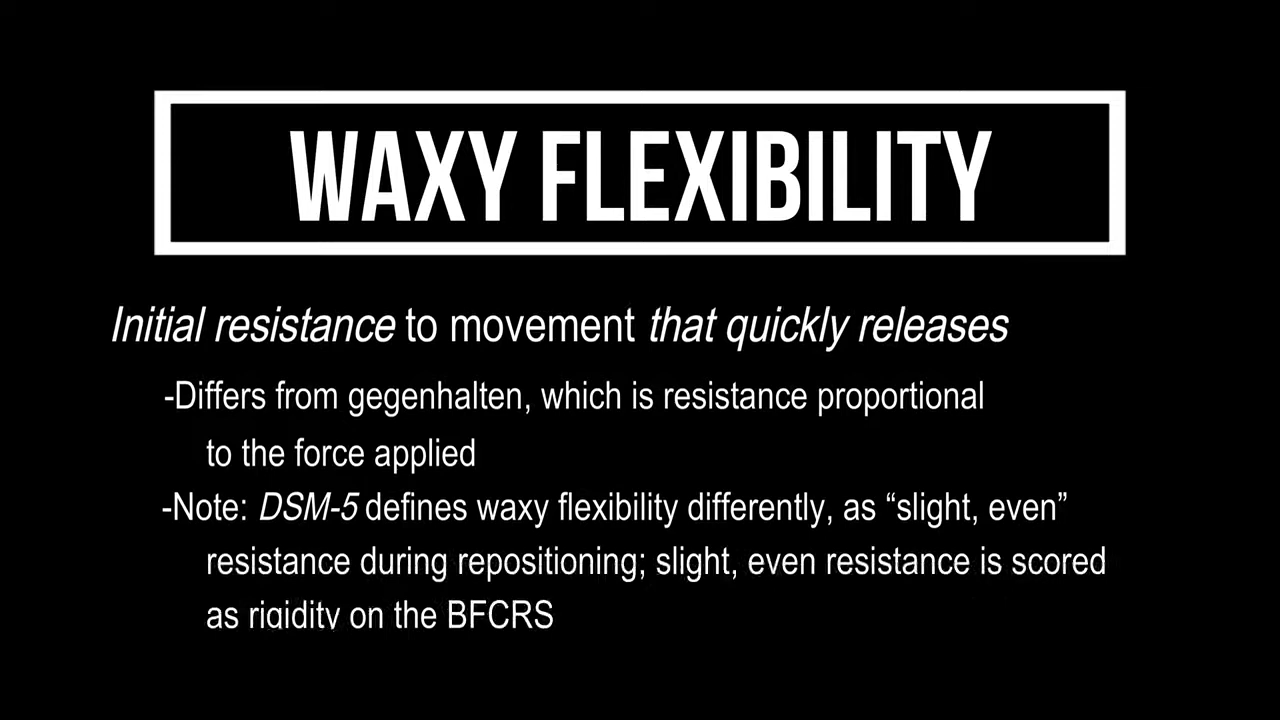 WAXY FLEXIBILITY
Initial resistance to movement that quickly releases
-Differs from gegenhalten, which is resistance proportional
to the force applied
-Note: DSM-5 defines waxy flexibility differently, as “slight, even”
resistance during repositioning; slight, even resistance is scored
as rigidity on the BFCRS